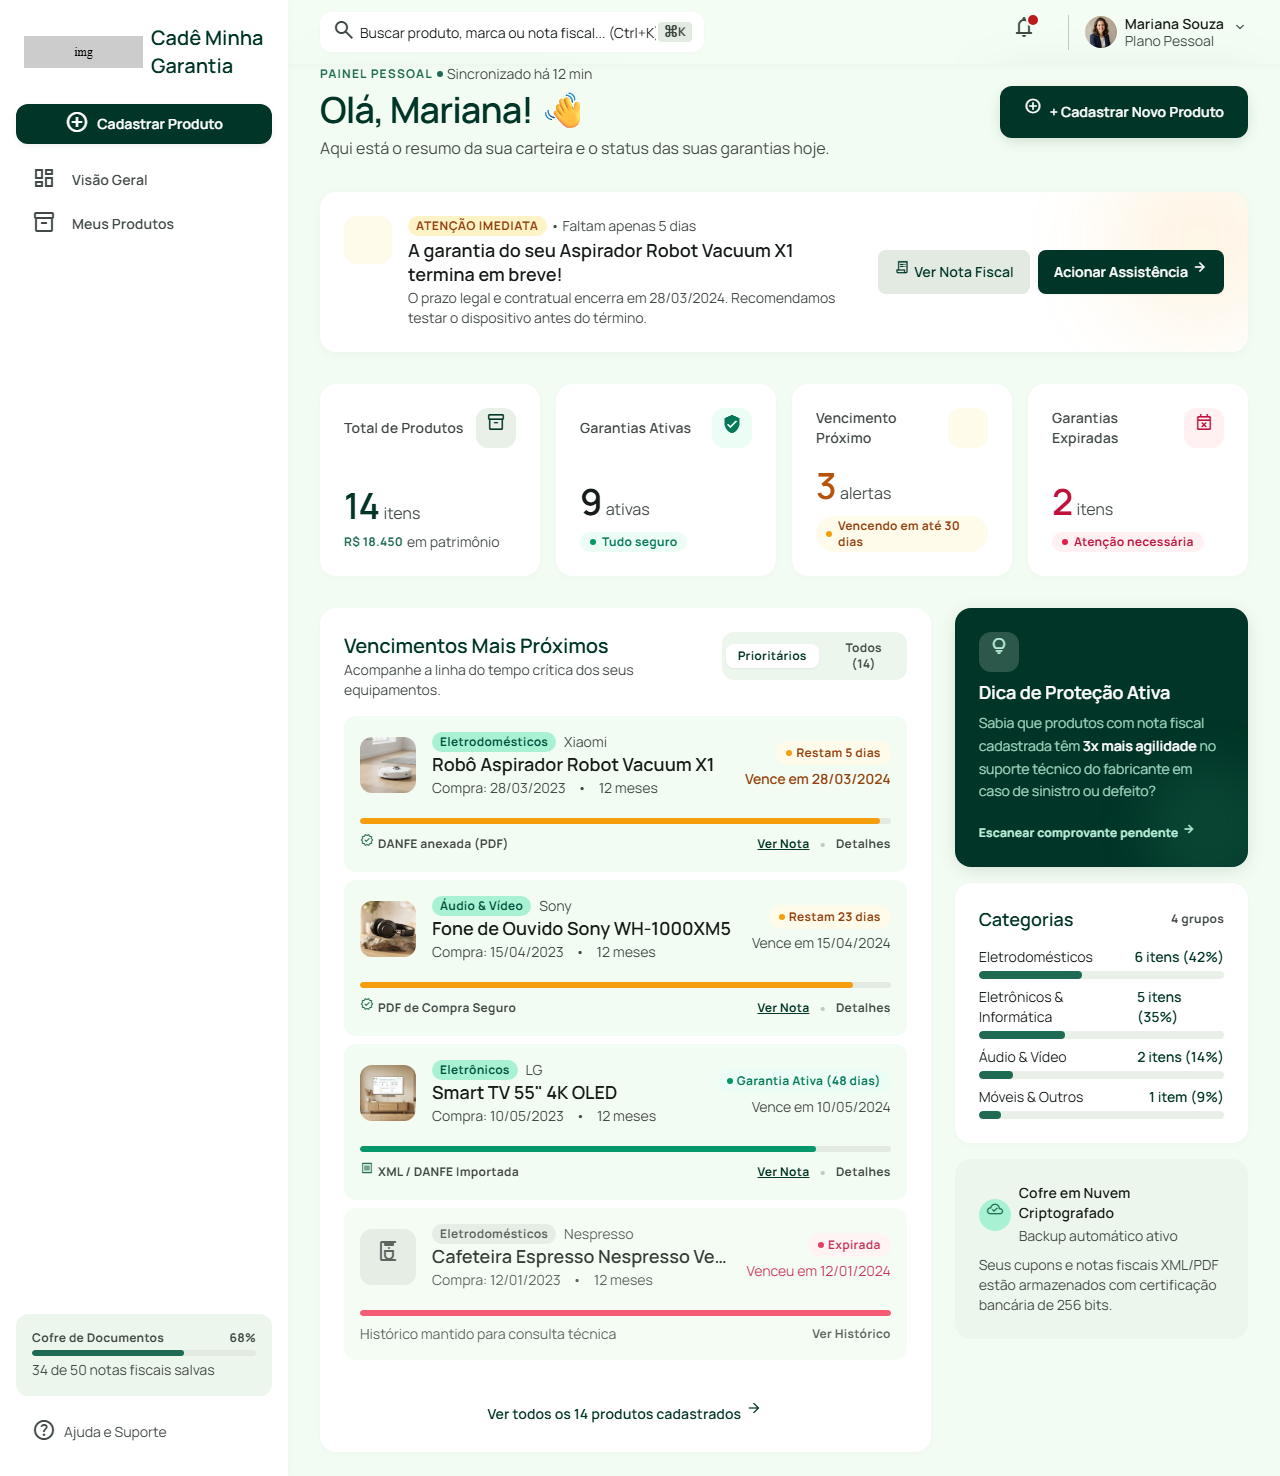 img
Cadê Minha
Garantia
Cadastrar Produto
Visão Geral
Meus Produtos
Cofre de Documentos 68%
34 de 50 notas fiscais salvas
Ajuda e Suporte
Buscar produto, marca ou nota fiscal... (Ctrl+K) ⌘K
Mariana Souza
Plano Pessoal
PAINEL PESSOAL • Sincronizado há 12 min
Olá, Mariana! 👋
Aqui está o resumo da sua carteira e o status das suas garantias hoje.
+ Cadastrar Novo Produto
ATENÇÃO IMEDIATA • Faltam apenas 5 dias
A garantia do seu Aspirador Robot Vacuum X1
termina em breve!
O prazo legal e contratual encerra em 28/03/2024. Recomendamos
testar o dispositivo antes do término.
Ver Nota Fiscal
Acionar Assistência →
Total de Produtos
14 itens
R$ 18.450 em patrimônio
Garantias Ativas
9 ativas
• Tudo seguro
Vencimento
Próximo
3 alertas
• Vencendo em até 30
dias
Garantias
Expiradas
2 itens
• Atenção necessária
Vencimentos Mais Próximos
Acompanhe a linha do tempo crítica dos seus
equipamentos.
Prioritários
Todos
(14)
Eletrodomésticos Xiaomi
Robô Aspirador Robot Vacuum X1
Compra: 28/03/2023 • 12 meses
• Restam 5 dias
Vence em 28/03/2024
DANFE anexada (PDF)
Ver Nota • Detalhes
Áudio & Vídeo Sony
Fone de Ouvido Sony WH-1000XM5
Compra: 15/04/2023 • 12 meses
• Restam 23 dias
Vence em 15/04/2024
PDF de Compra Seguro
Ver Nota • Detalhes
Eletrônicos LG
Smart TV 55" 4K OLED
Compra: 10/05/2023 • 12 meses
• Garantia Ativa (48 dias)
Vence em 10/05/2024
XML / DANFE Importada
Ver Nota • Detalhes
Eletrodomésticos Nespresso
Cafeteira Espresso Nespresso Ve...
Compra: 12/01/2023 • 12 meses
• Expirada
Venceu em 12/01/2024
Histórico mantido para consulta técnica
Ver Histórico
Ver todos os 14 produtos cadastrados →
Dica de Proteção Ativa
Sabia que produtos com nota fiscal
cadastrada têm 3x mais agilidade no
suporte técnico do fabricante em
caso de sinistro ou defeito?
Escanear comprovante pendente →
Categorias 4 grupos
Eletrodomésticos 6 itens (42%)
Eletrônicos &
Informática
5 itens
(35%)
Áudio & Vídeo 2 itens (14%)
Móveis & Outros 1 item (9%)
Cofre em Nuvem
Criptografado
Backup automático ativo
Seus cupons e notas fiscais XML/PDF
estão armazenados com certificação
bancária de 256 bits.